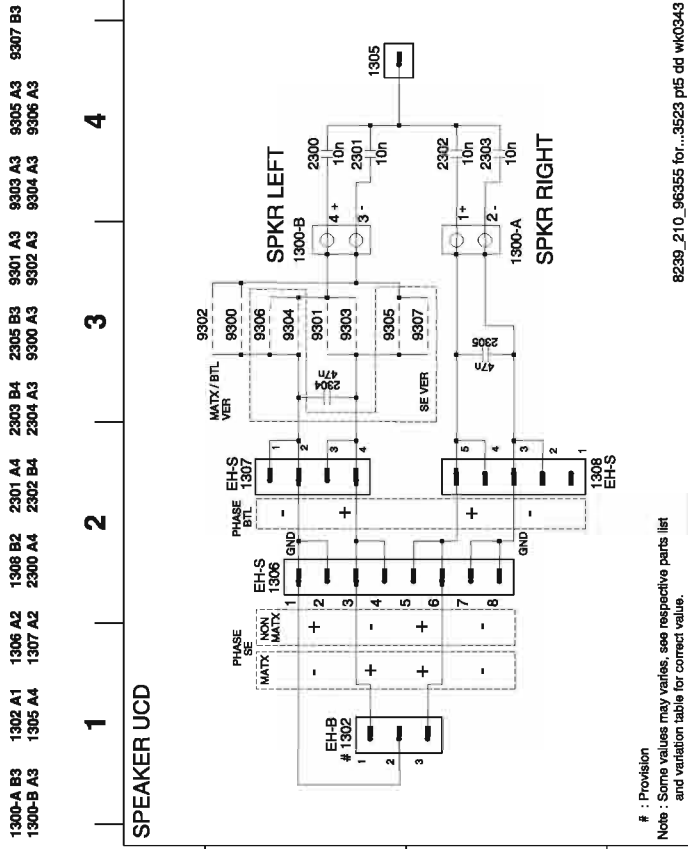 1300-A B3 1302 A1 1306 A2 1308 B2 2301 A4 2303 B4 2305 B3 9301 A3 9303 A3 9305 A3 9307 B3
1300-B A3 1305 A4 1307 A2 2300 A4 2302 B4 2304 A3 9300 A3 9302 A3 9304 A3 9306 A3
1 2 3 4
SPEAKER UCD
EH-B
# 1302
1
2
3
PHASE
SE
MATX
- + + -
NON
MATX
+ - + -
EH-S
1306
1
2
3
4
5
6
7
8
GND
GND
PHASE
BTL
- + + -
EH-S
1307
1
2
3
4
5
4
3
2
1
1308
EH-S
MATX / BTL
VER
SE VER
2304
47n
2305
47n
9302
9300
9306
9304
9301
9303
9305
9307
SPKR LEFT
1300-B
4 +
3 -
1+
2 -
1300-A
SPKR RIGHT
2300
10n
2301
10n
2302
10n
2303
10n
1305
# : Provision
Note : Some values may varies, see respective parts list
and variation table for correct value.
8239_210_96355 for...3523 pt5 dd wk0343